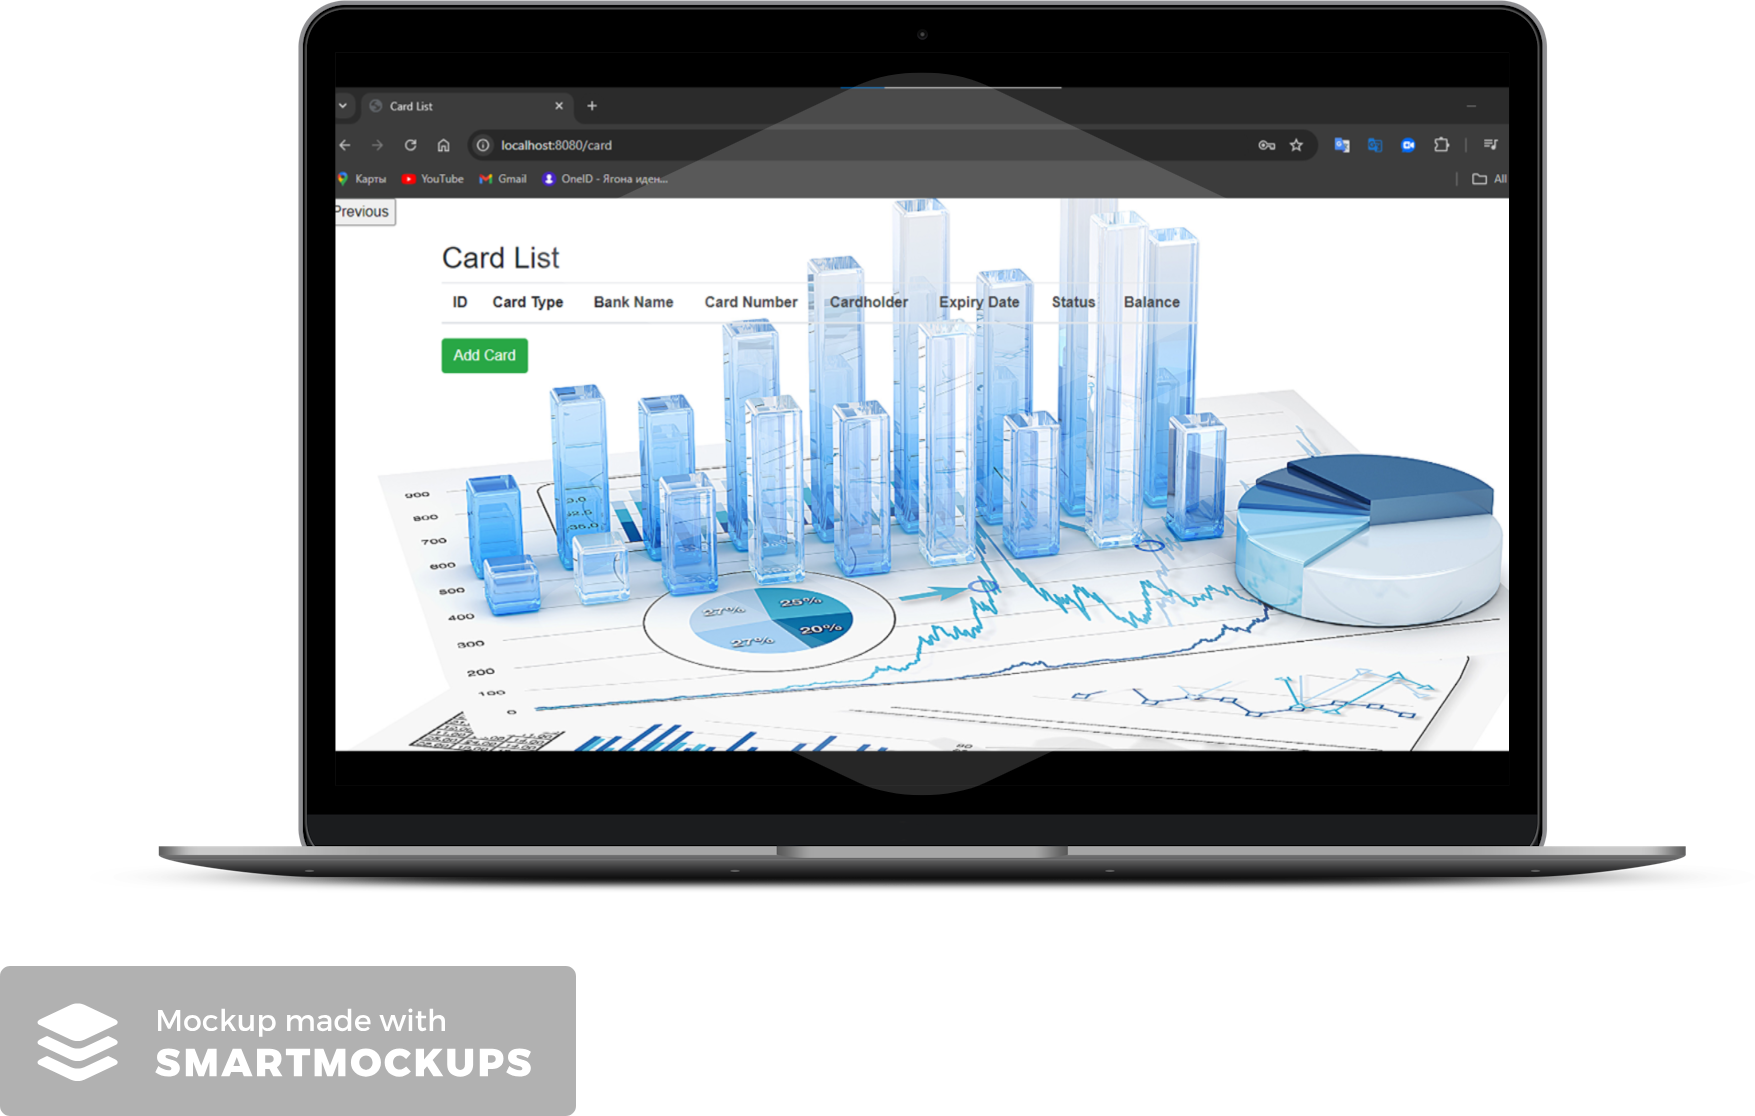 Card List
localhost:8080/card
Карты YouTube Gmail OneID - Ягона иден... All
Previous
Card List
ID Card Type Bank Name Card Number Cardholder Expiry Date Status Balance
Add Card
900
800
700
600
500
400
300
200
100
0
27% 25%
27% 20%
80
Mockup made with
SMARTMOCKUPS